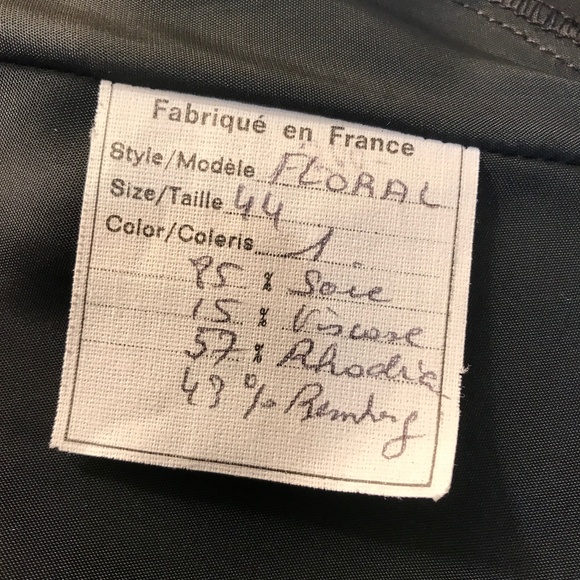 Fabriqué en France
Style/Modèle FLORAL
Size/Taille 44
Color/Coleris 1.
85 % Soie
15 % Viscose
57 % Rhodia
43 % Bemberg